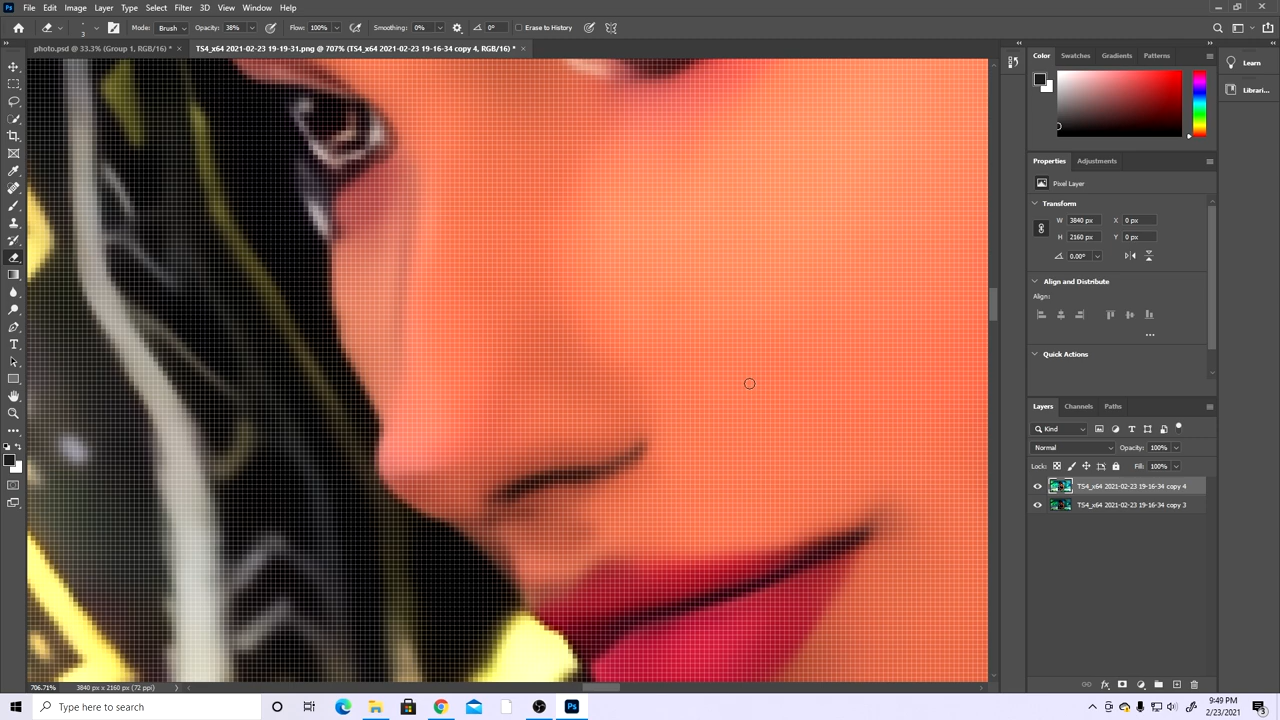 Ps File Edit Image Layer Type Select Filter 3D View Window Help
3 Mode: Brush Opacity: 38% Flow: 100% Smoothing: 0% 0° Erase to History
photo.psd @ 33.3% (Group 1, RGB/16) * × TS4_x64 2021-02-23 19-19-31.png @ 707% (TS4_x64 2021-02-23 19-16-34 copy 4, RGB/16) * ×
Color Swatches Gradients Patterns
Learn
Librari...
Properties Adjustments
Pixel Layer
Transform
W 3840 px X 0 px
H 2160 px Y 0 px
0.00°
Align and Distribute
Align:
Quick Actions
Layers Channels Paths
Kind
Normal Opacity: 100%
Lock: Fill: 100%
TS4_x64 2021-02-23 19-16-34 copy 4
TS4_x64 2021-02-23 19-16-34 copy 3
706.71% 3840 px x 2160 px (72 ppi)
Type here to search
Ps
9:49 PM
2/23/2021
3